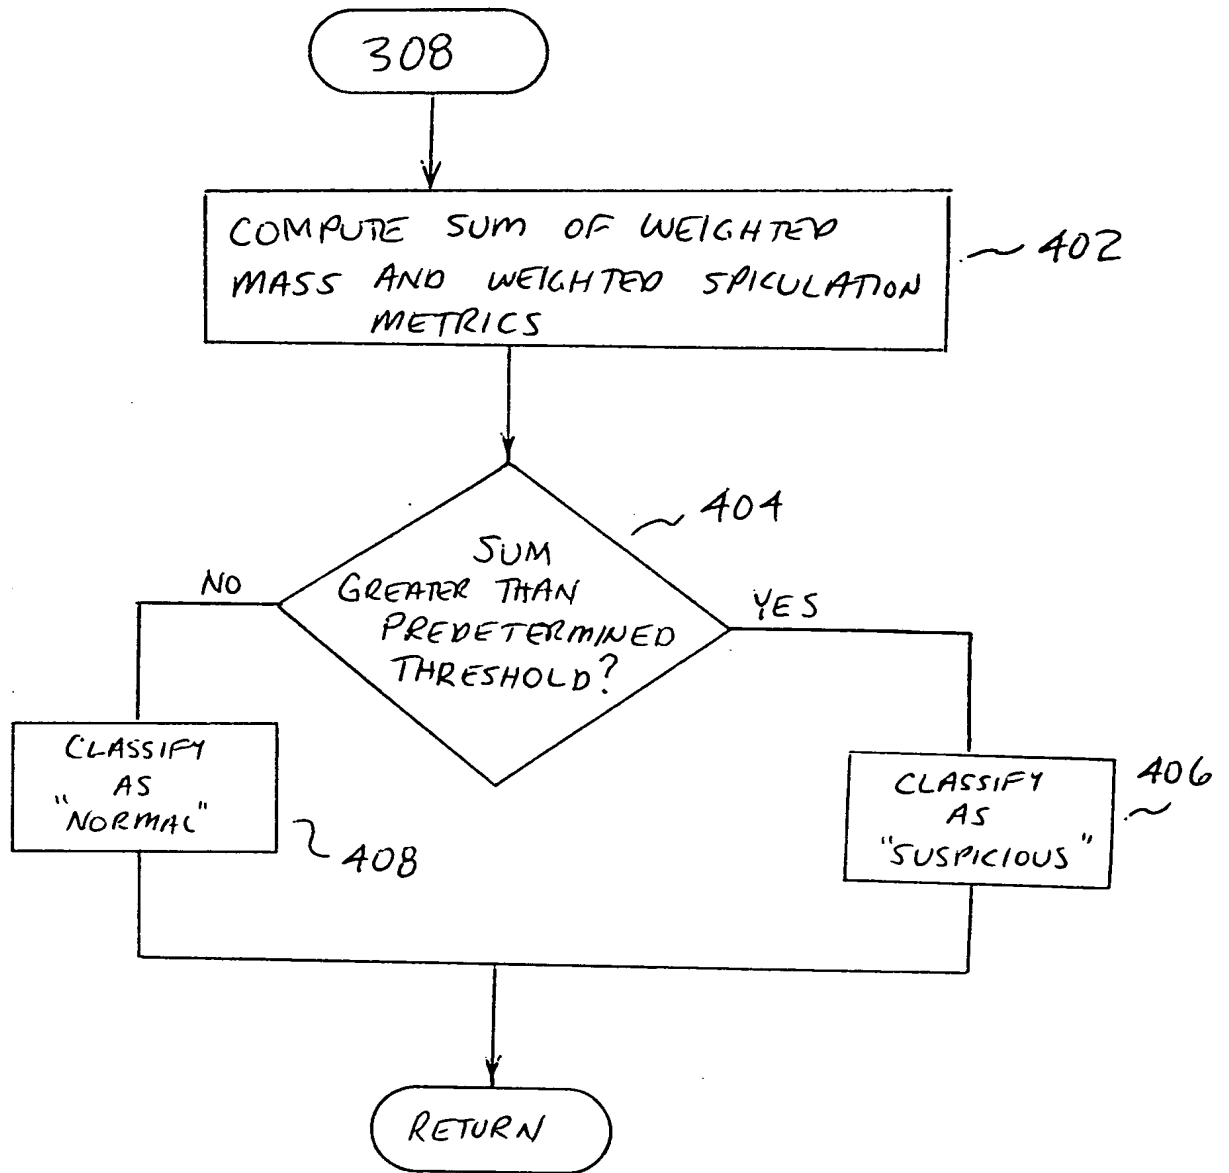 308
COMPUTE SUM OF WEIGHTED
MASS AND WEIGHTED SPICULATION
METRICS
402
404
SUM
GREATER THAN
PREDETERMINED
THRESHOLD?
NO
YES
CLASSIFY
AS
"NORMAL"
408
CLASSIFY
AS
"SUSPICIOUS"
406
RETURN